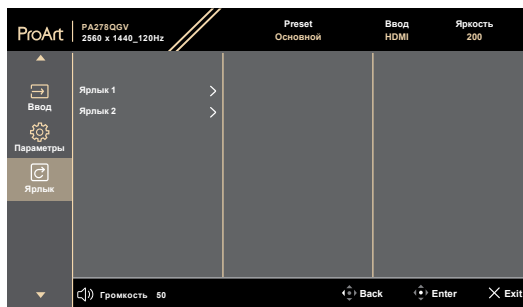 ProArt
PA278QGV
2560 x 1440_120Hz
Preset
Основной
Ввод
HDMI
Яркость
200
Ввод
Параметры
Ярлык
Ярлык 1
Ярлык 2
Громкость 50
Back
Enter
Exit